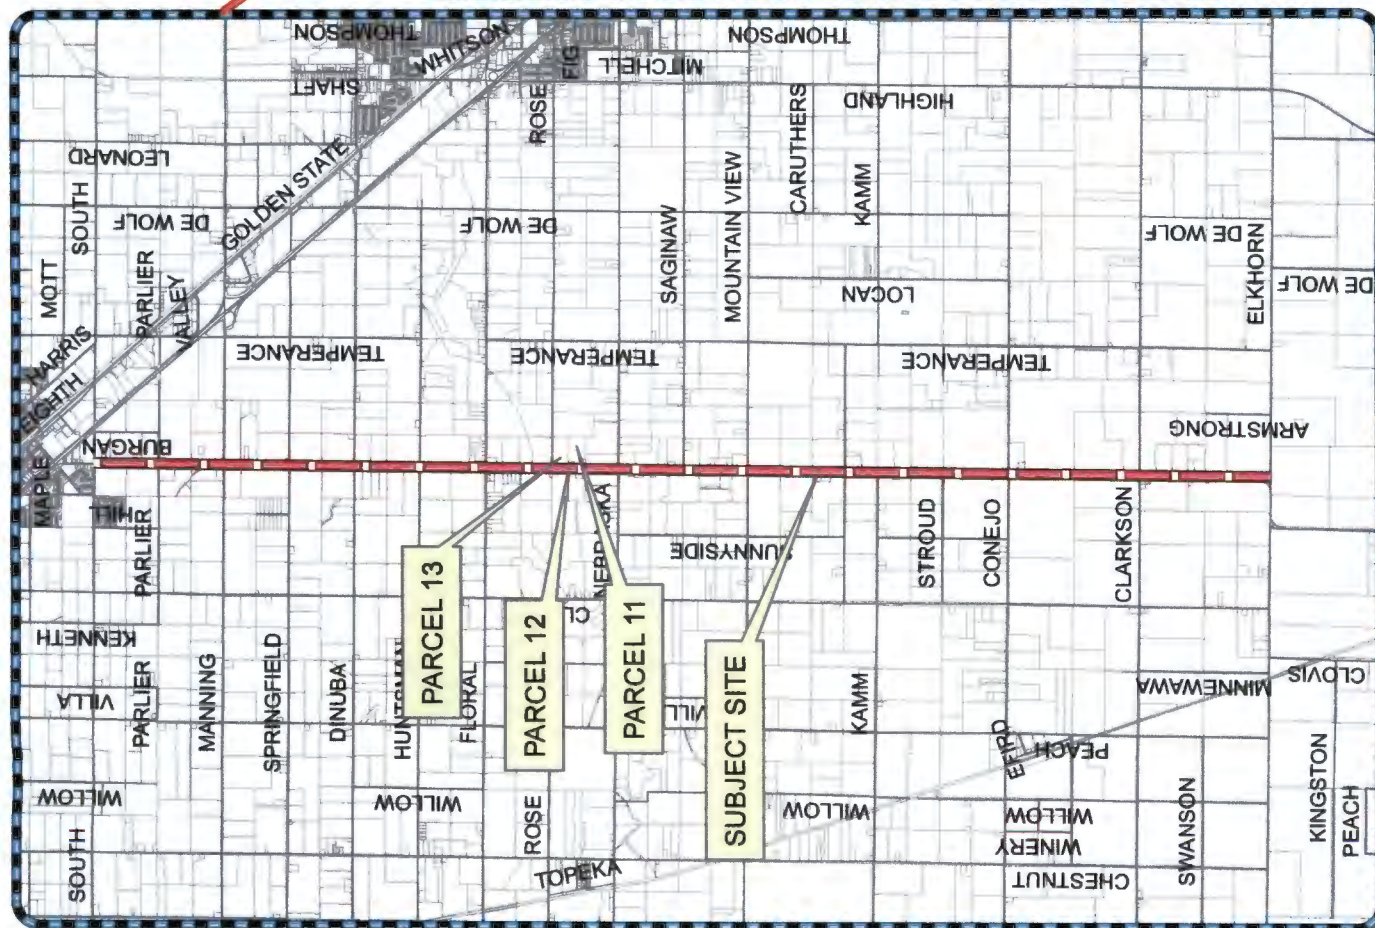 THOMPSON
THOMPSON
WHITSON
FIG
MITCHELL
SHAFT
ROSE
HIGHLAND
CARUTHERS
LEONARD
SOUTH
DE WOLF
GOLDEN STATE
DE WOLF
MOUNTAIN VIEW
KAMM
SAGINAW
DE WOLF
ELKHORN
DE WOLF
MOTT
PARLIER
VALLEY
LOCAN
HARRIS
EIGHTH
TEMPERANCE
TEMPERANCE
TEMPERANCE
BURGAN
ARMSTRONG
MAPLE
HILL
PARLIER
NEBRASKA
SUNNYSIDE
STROUD
CONEJO
CLARKSON
PARCEL 13
PARCEL 12
CL
PARCEL 11
SUBJECT SITE
KENNETH
VILLA
PARLIER
MANNING
SPRINGFIELD
DINUBA
HUNTSMAN
FLORAL
KAMM
MINNEWAWA
CLOVIS
WILLOW
WILLOW
ROSE
WILLOW
EFIRD
PEACH
WILLOW
WINERY
CHESTNUT
SWANSON
KINGSTON
PEACH
SOUTH
TOPEKA